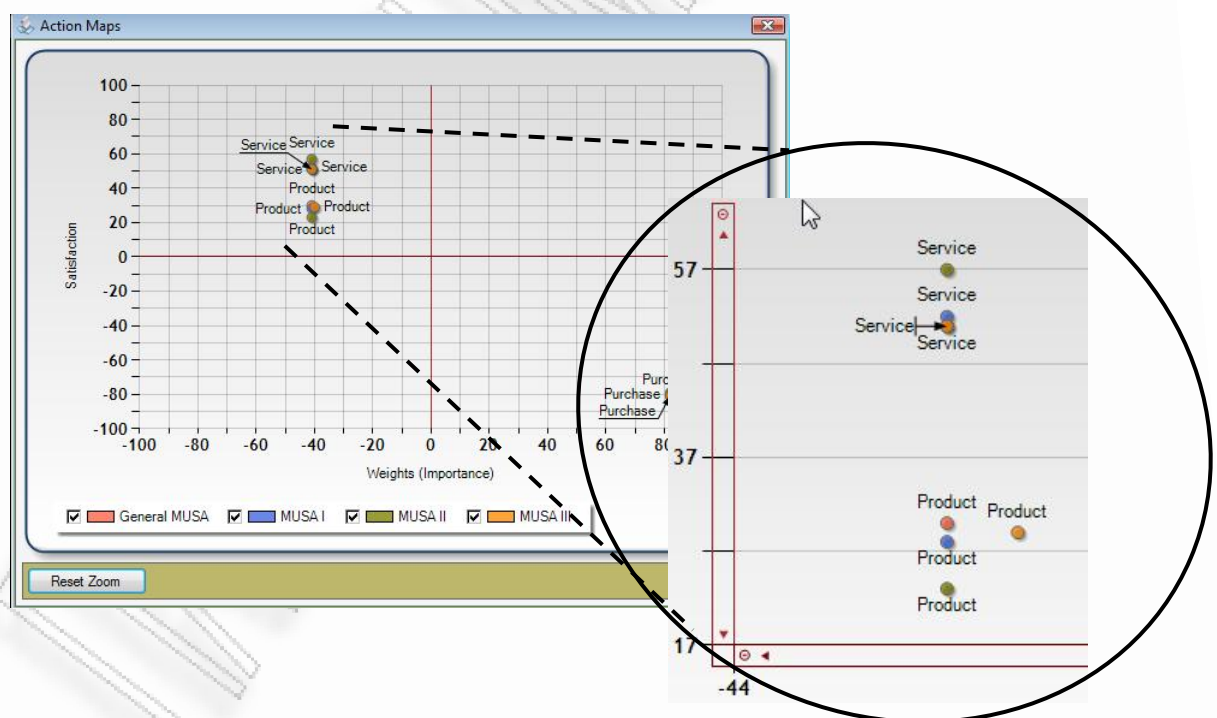 Action Maps
100
80
60
40
20
0
-20
-40
-60
-80
-100
Satisfaction
Service Service
Service Service
Product
Product Product
Product
Purchase
Purchase
-100 -80 -60 -40 -20 0 20 40 60
Weights (Importance)
General MUSA MUSA I MUSA II MUSA III
Reset Zoom
57
37
17
-44
Service
Service
Service
Service
Product Product
Product
Product